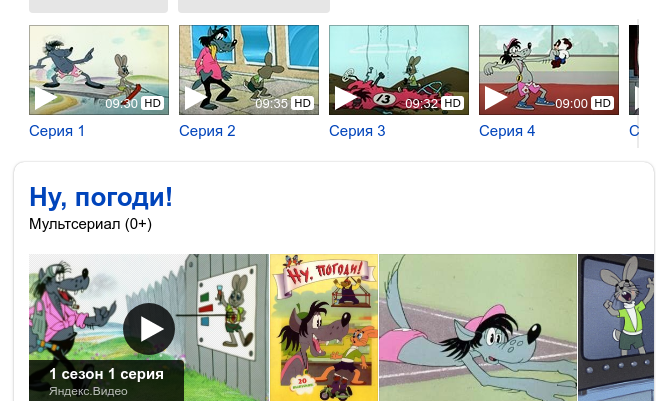 09:30 HD
09:35 HD
09:32 HD
09:00 HD
13
Серия 1
Серия 2
Серия 3
Серия 4
С
Ну, погоди!
Мультсериал (0+)
Ну, погоди!
20
1 сезон 1 серия
Яндекс.Видео